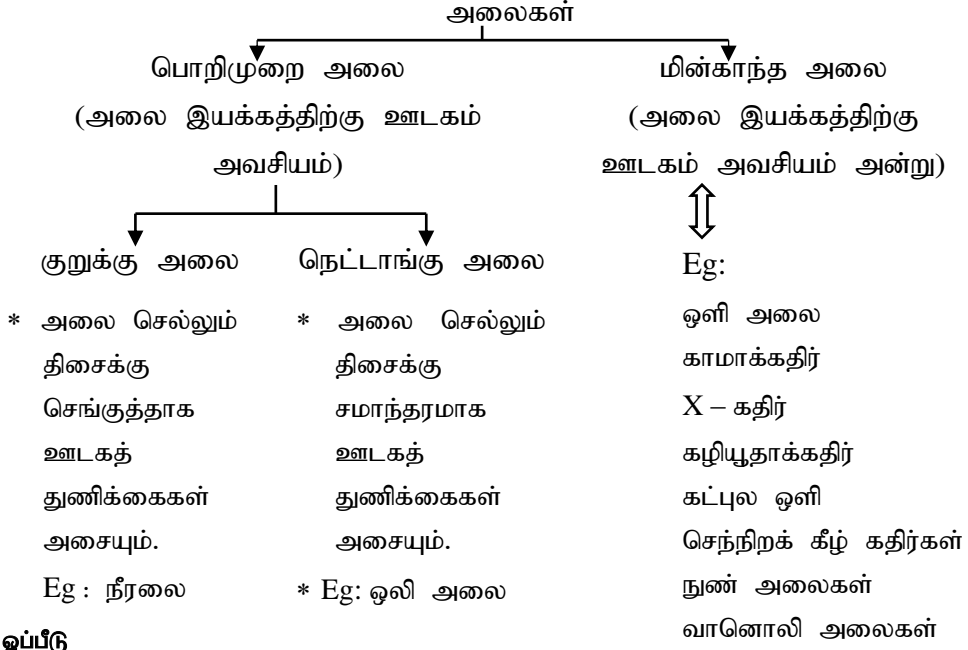 அலைகள்
பொறிமுறை அலை
(அலை இயக்கத்திற்கு ஊடகம்
அவசியம்)
மின்காந்த அலை
(அலை இயக்கத்திற்கு
ஊடகம் அவசியம் அன்று)
குறுக்கு அலை
* அலை செல்லும்
திசைக்கு
செங்குத்தாக
ஊடகத்
துணிக்கைகள்
அசையும்.
Eg : நீரலை
நெட்டாங்கு அலை
* அலை செல்லும்
திசைக்கு
சமாந்தரமாக
ஊடகத்
துணிக்கைகள்
அசையும்.
* Eg: ஒலி அலை
Eg:
ஒளி அலை
காமாக்கதிர்
X – கதிர்
கழியூதாக்கதிர்
கட்புல ஒளி
செந்நிறக் கீழ் கதிர்கள்
நுண் அலைகள்
வானொலி அலைகள்
ஒப்பீடு